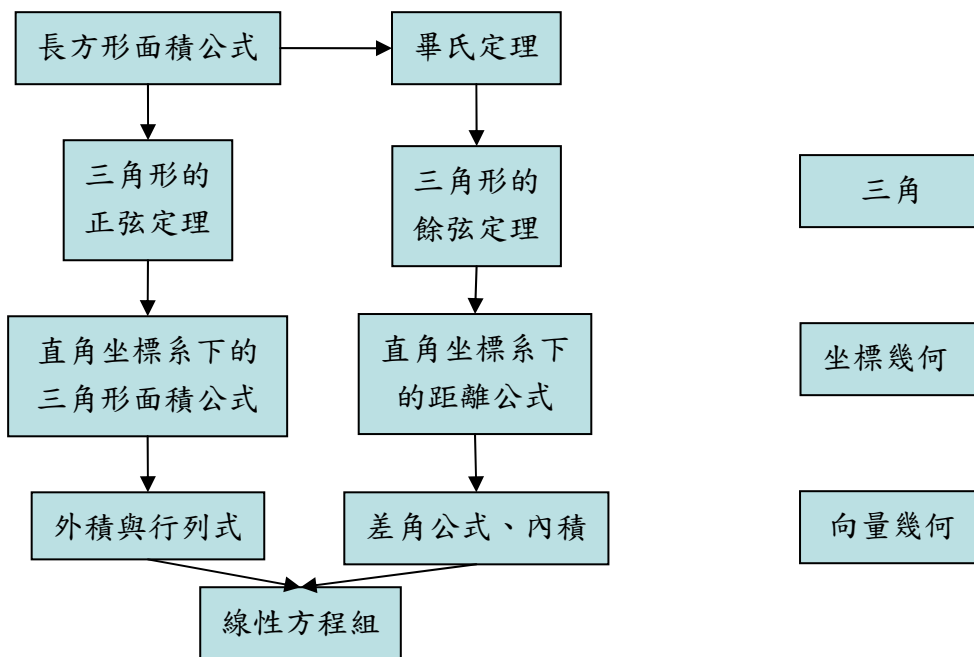 長方形面積公式
畢氏定理
三角形的
正弦定理
三角形的
餘弦定理
三角
直角坐標系下的
三角形面積公式
直角坐標系下
的距離公式
坐標幾何
外積與行列式
差角公式、內積
向量幾何
線性方程組